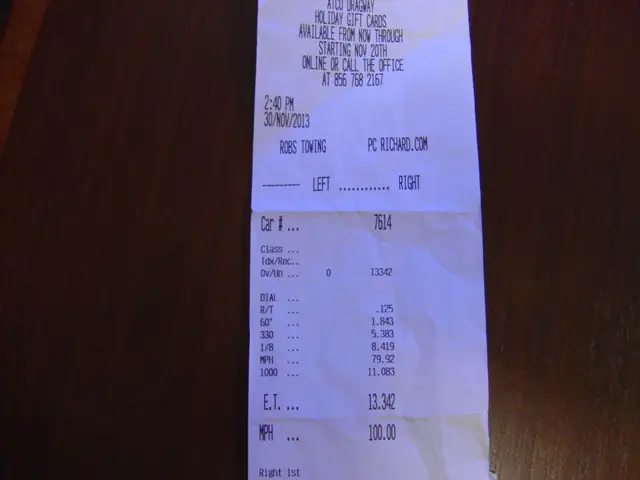 ATCO DRAGWAY
HOLIDAY GIFT CARDS
AVAILABLE FROM NOW THROUGH
STARTING NOV 20TH
ONLINE OR CALL THE OFFICE
AT 856 768 2167
2:40 PM
30/NOV/2013
ROBS TOWING PC RICHARD.COM
--------- LEFT ............ RIGHT
Car # ... 7614
Class ...
Idx/Rec..
Ov/Un ... 0 13342
DIAL ...
R/T ... .125
60' ... 1.843
330 ... 5.383
1/8 ... 8.419
MPH ... 79.92
1000 ... 11.083
E.T. ... 13.342
MPH ... 100.00
Right 1st